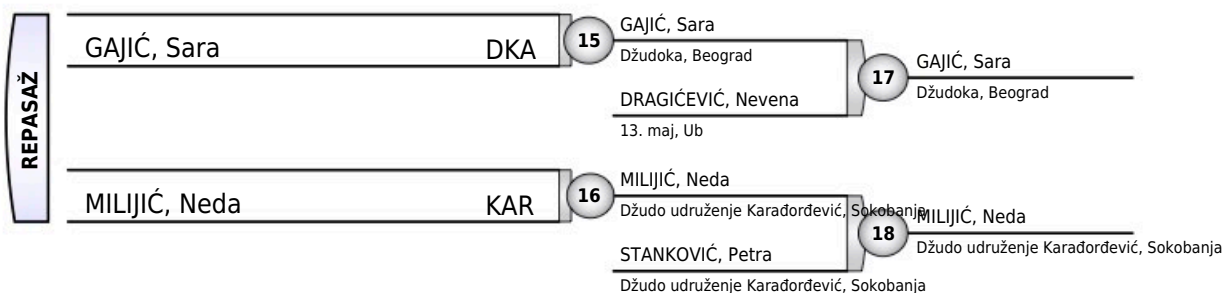 REPASAŽ
GAJIĆ, Sara DKA
15
GAJIĆ, Sara
Džudoka, Beograd
DRAGIĆEVIĆ, Nevena
13. maj, Ub
17
GAJIĆ, Sara
Džudoka, Beograd
MILIJIĆ, Neda KAR
16
MILIJIĆ, Neda
Džudo udruženje Karađorđević, Sokobanja
STANKOVIĆ, Petra
Džudo udruženje Karađorđević, Sokobanja
18
MILIJIĆ, Neda
Džudo udruženje Karađorđević, Sokobanja